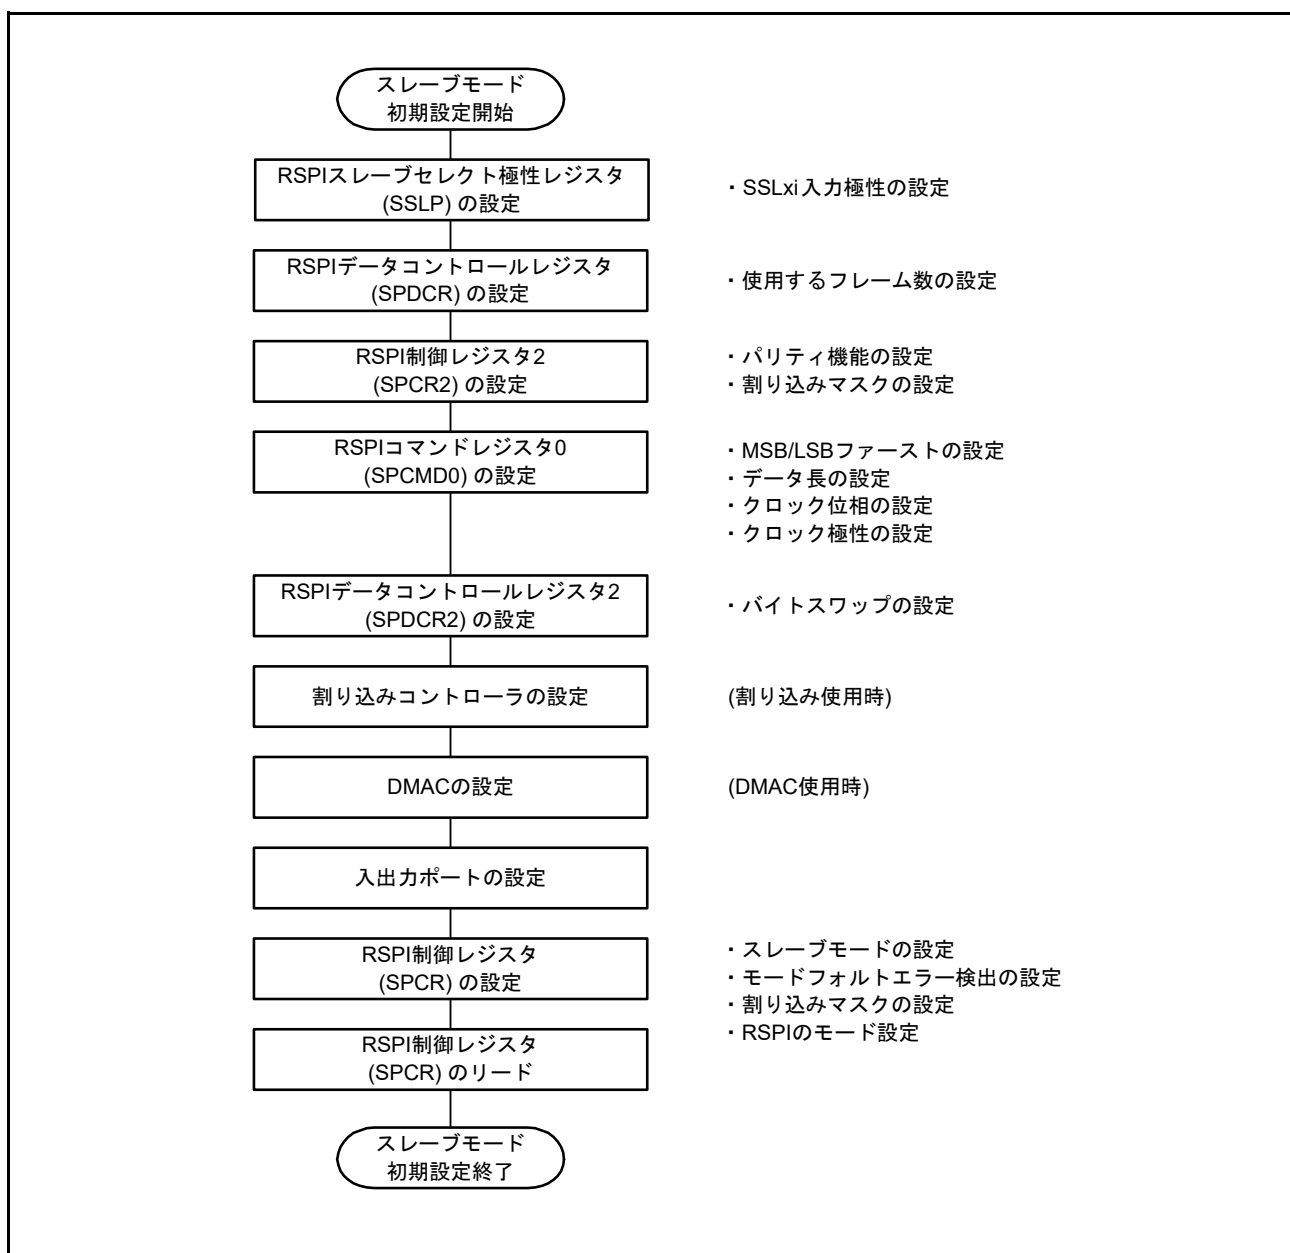 スレーブモード
初期設定開始
RSPIスレーブセレクト極性レジスタ
(SSLP) の設定
・SSLxi入力極性の設定
RSPIデータコントロールレジスタ
(SPDCR) の設定
・使用するフレーム数の設定
RSPI制御レジスタ2
(SPCR2) の設定
・パリティ機能の設定
・割り込みマスクの設定
RSPIコマンドレジスタ0
(SPCMD0) の設定
・MSB/LSBファーストの設定
・データ長の設定
・クロック位相の設定
・クロック極性の設定
RSPIデータコントロールレジスタ2
(SPDCR2) の設定
・バイトスワップの設定
割り込みコントローラの設定
(割り込み使用時)
DMACの設定
(DMAC使用時)
入出力ポートの設定
RSPI制御レジスタ
(SPCR) の設定
・スレーブモードの設定
・モードフォルトエラー検出の設定
・割り込みマスクの設定
・RSPIのモード設定
RSPI制御レジスタ
(SPCR) のリード
スレーブモード
初期設定終了